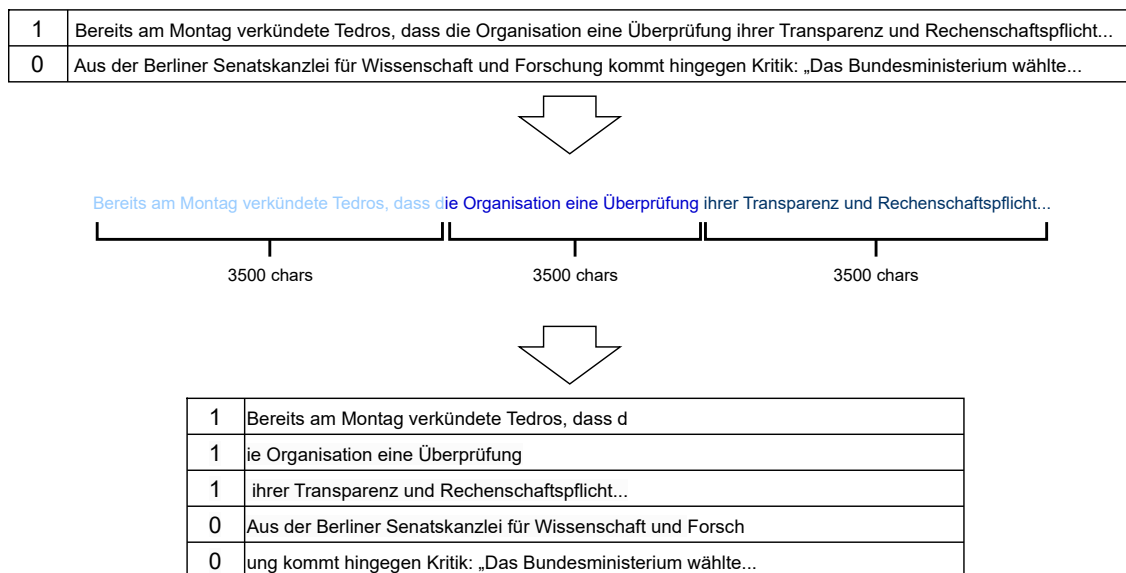 1 Bereits am Montag verkündete Tedros, dass die Organisation eine Überprüfung ihrer Transparenz und Rechenschaftspflicht...
0 Aus der Berliner Senatskanzlei für Wissenschaft und Forschung kommt hingegen Kritik: „Das Bundesministerium wählte...
Bereits am Montag verkündete Tedros, dass die Organisation eine Überprüfung ihrer Transparenz und Rechenschaftspflicht...
3500 chars 3500 chars 3500 chars
1 Bereits am Montag verkündete Tedros, dass d
1 ie Organisation eine Überprüfung
1 ihrer Transparenz und Rechenschaftspflicht...
0 Aus der Berliner Senatskanzlei für Wissenschaft und Forsch
0 ung kommt hingegen Kritik: „Das Bundesministerium wählte...